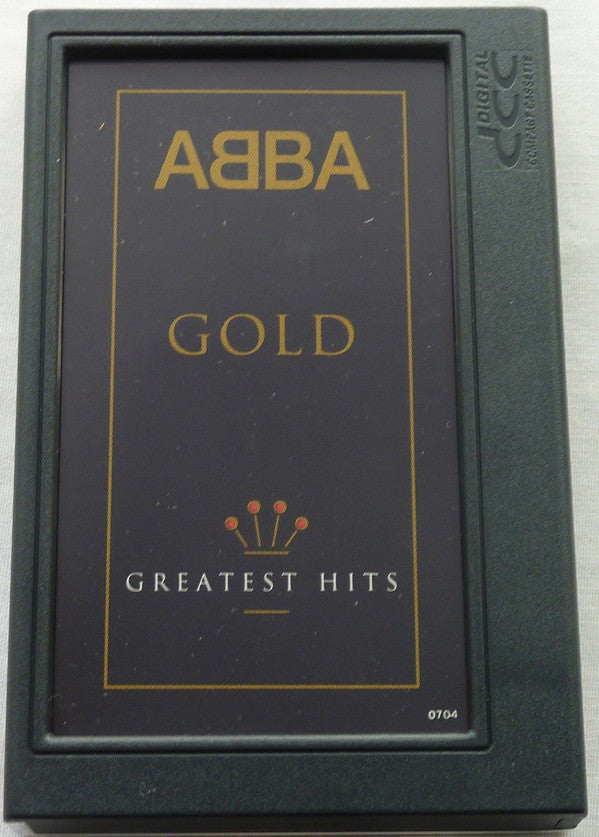 ABBA
GOLD
GREATEST HITS
0704
DIGITAL
dcc
COMPACT CASSETTE